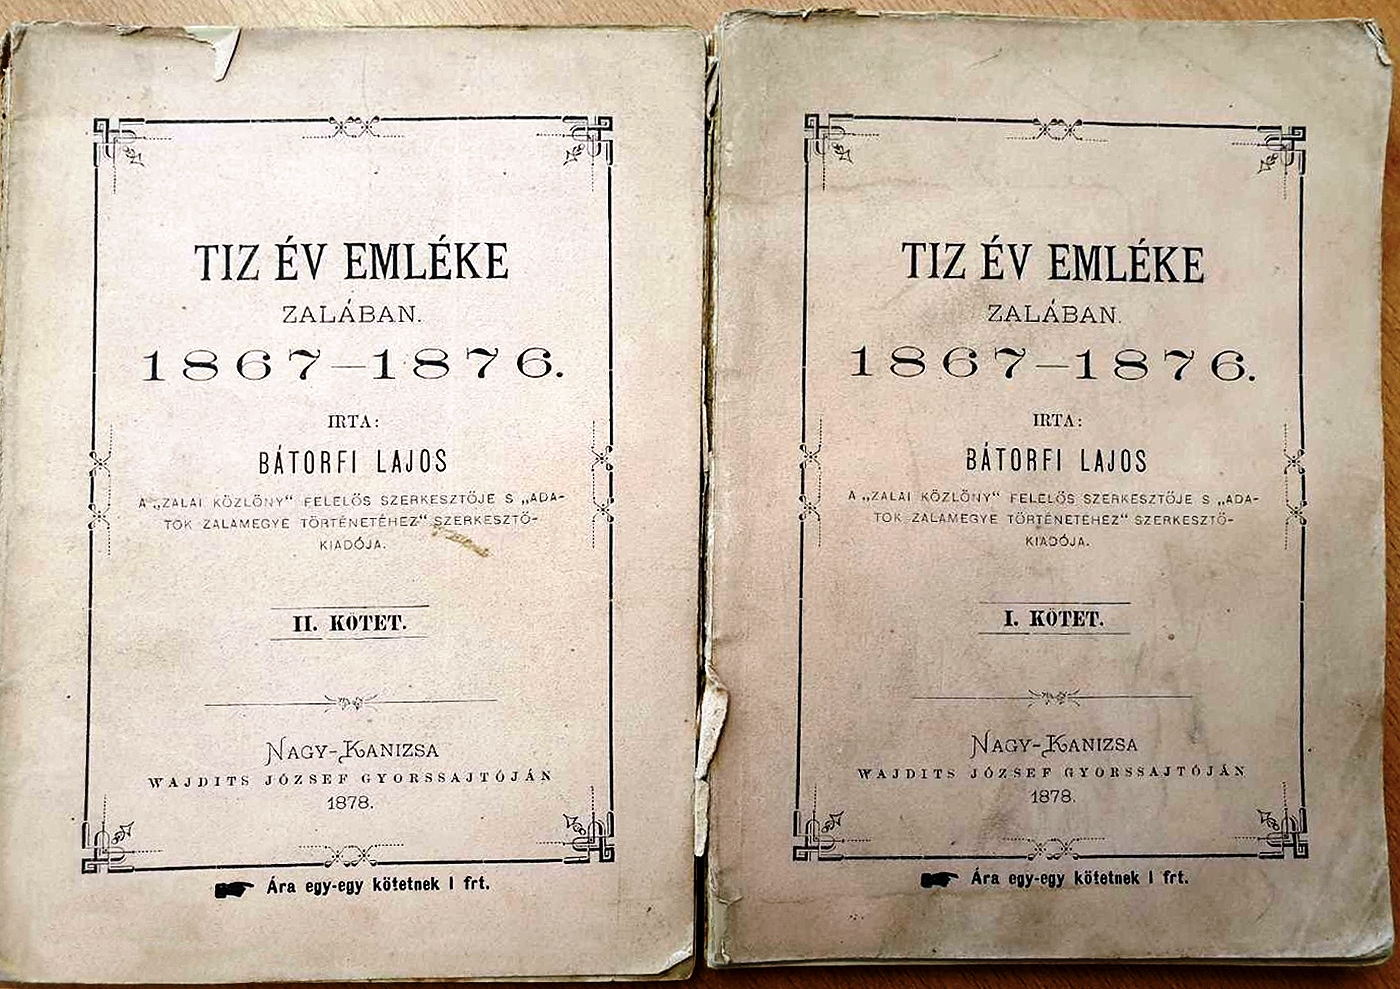 TIZ ÉV EMLÉKE
ZALÁBAN.
1867—1876.
IRTA:
BÁTORFI LAJOS
A „ZALAI KÖZLÖNY“ FELELŐS SZERKESZTŐJE S „ADA-
TOK ZALAMEGYE TÖRTÉNETÉHEZ“ SZERKESZTŐ-
KIADÓJA.
II. KÖTET.
NAGY-KANIZSA
WAJDITS JÓZSEF GYORSSAJTÓJÁN
1878.
Ára egy-egy kötetnek 1 frt.
TIZ ÉV EMLÉKE
ZALÁBAN.
1867—1876.
IRTA:
BÁTORFI LAJOS
A „ZALAI KÖZLÖNY“ FELELŐS SZERKESZTŐJE S „ADA-
TOK ZALAMEGYE TÖRTÉNETÉHEZ“ SZERKESZTŐ-
KIADÓJA.
I. KÖTET.
NAGY-KANIZSA
WAJDITS JÓZSEF GYORSSAJTÓJÁN
1878.
Ára egy-egy kötetnek 1 frt.